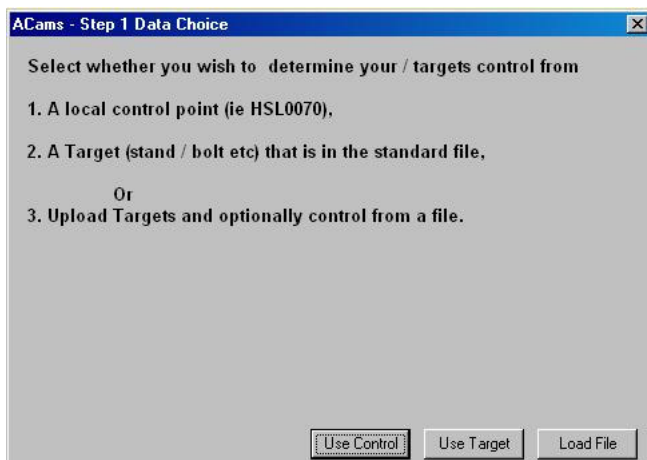 ACams - Step 1 Data Choice
Select whether you wish to determine your / targets control from
1. A local control point (ie HSL0070),
2. A Target (stand / bolt etc) that is in the standard file,
Or
3. Upload Targets and optionally control from a file.
Use Control Use Target Load File